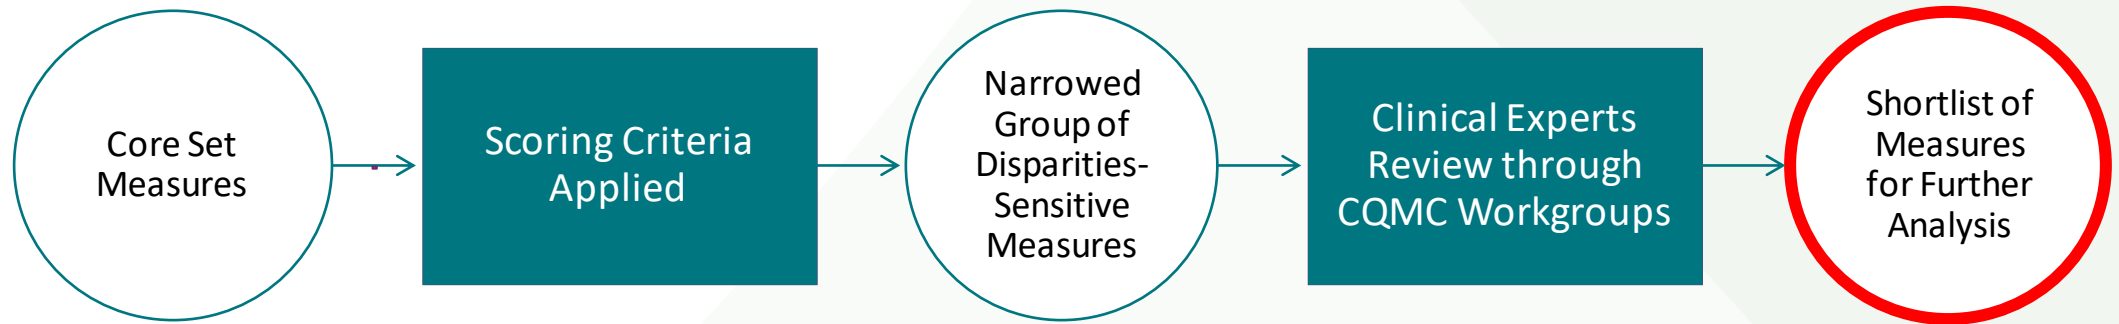 Core Set
Measures
Scoring Criteria
Applied
Narrowed
Group of
Disparities-
Sensitive
Measures
Clinical Experts
Review through
CQMC Workgroups
Shortlist of
Measures
for Further
Analysis